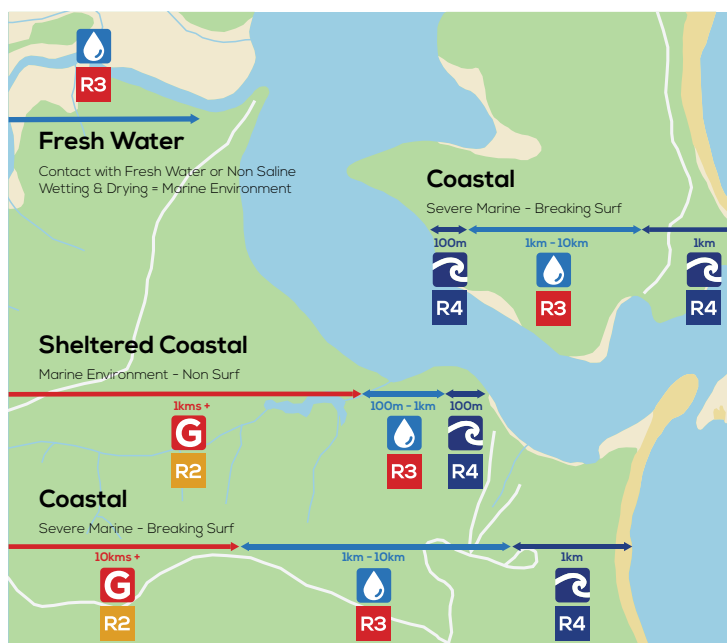 R3
Fresh Water
Contact with Fresh Water or Non Saline
Wetting & Drying = Marine Environment
Coastal
Severe Marine - Breaking Surf
100m
1km - 10km
1km
R4
R3
R4
Sheltered Coastal
Marine Environment - Non Surf
1kms +
100m - 1km
100m
G
R2
R3
R4
Coastal
Severe Marine - Breaking Surf
10kms +
1km - 10km
1km
G
R2
R3
R4